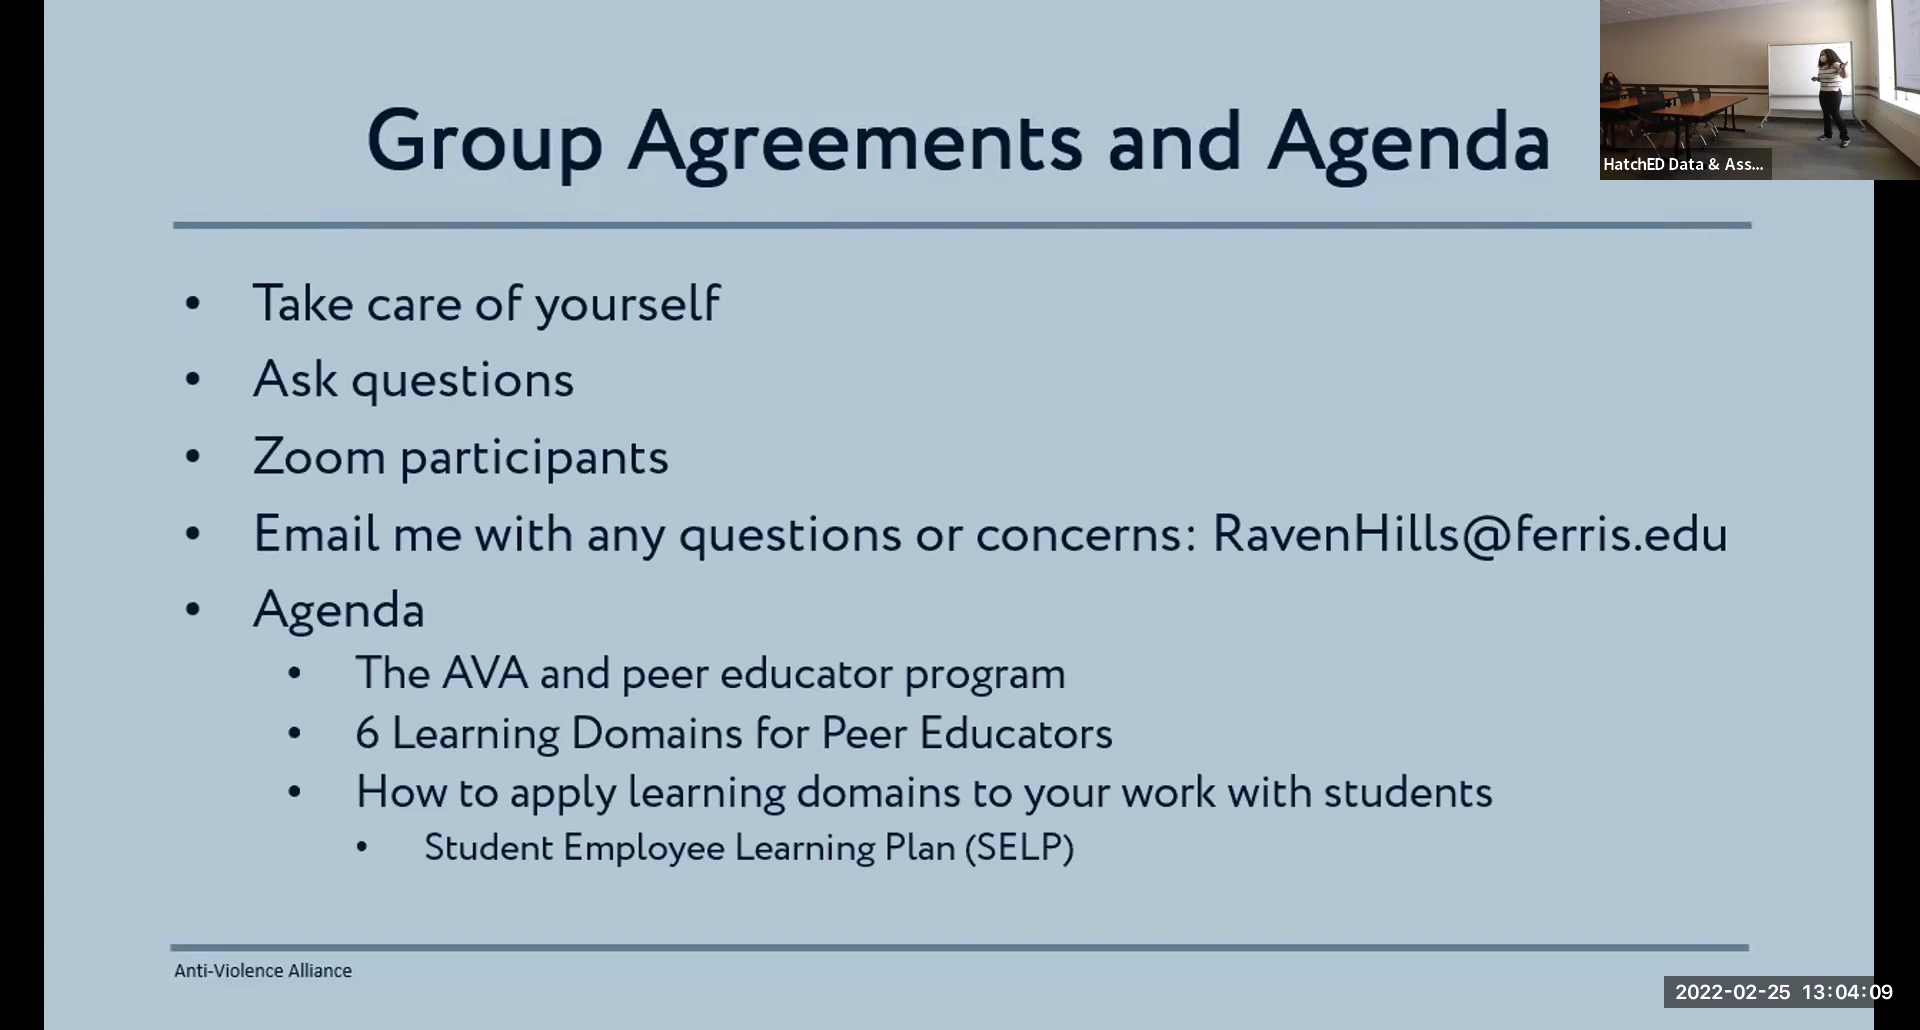 Group Agreements and Agenda
HatchED Data & Ass...
• Take care of yourself
• Ask questions
• Zoom participants
• Email me with any questions or concerns: RavenHills@ferris.edu
• Agenda
• The AVA and peer educator program
• 6 Learning Domains for Peer Educators
• How to apply learning domains to your work with students
• Student Employee Learning Plan (SELP)
Anti-Violence Alliance
2022-02-25 13:04:09